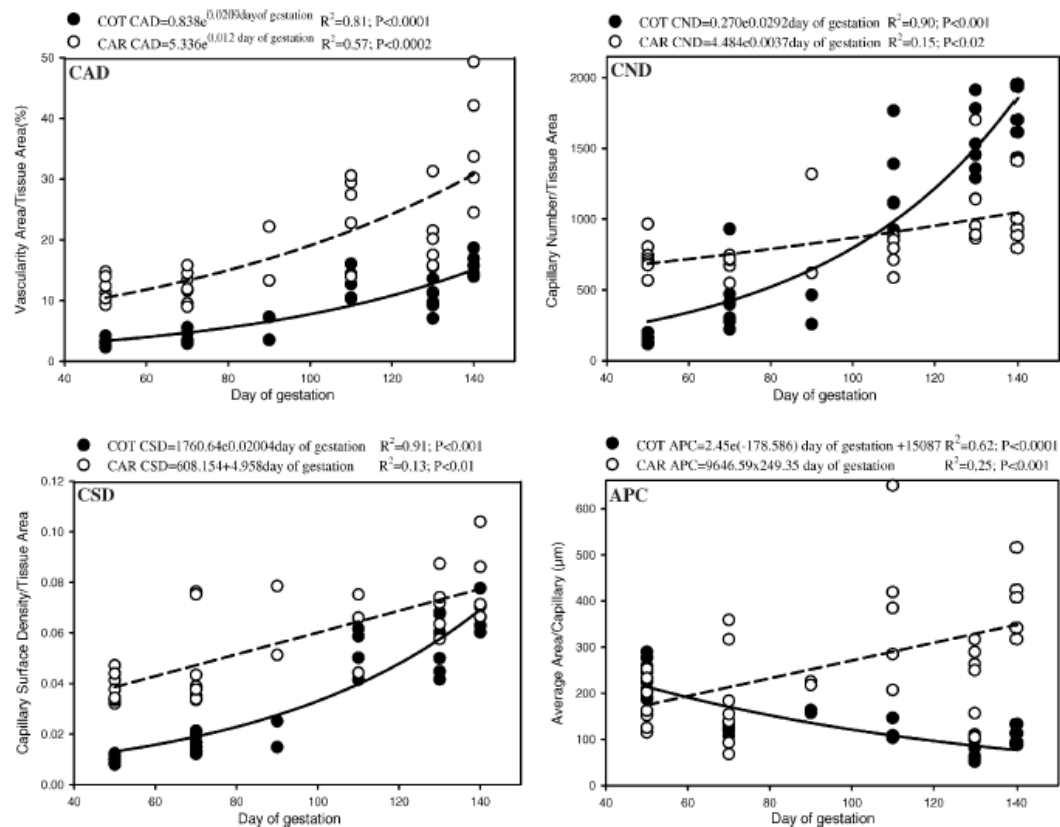 COT CAD=0.838e0.0209dayof gestation R2=0.81; P<0.0001
CAR CAD=5.336e0.012 day of gestation R2=0.57; P<0.0002
CAD
50
40
30
20
10
0
Vascularity Area/Tissue Area(%)
40 60 80 100 120 140
Day of gestation
COT CND=0.270e0.0292day of gestation R2=0.90; P<0.001
CAR CND=4.484e0.0037day of gestation R2=0.15; P<0.02
CND
2000
1500
1000
500
0
Capillary Number/Tissue Area
40 60 80 100 120 140
Day of gestation
COT CSD=1760.64e0.02004day of gestation R2=0.91; P<0.001
CAR CSD=608.154+4.958day of gestation R2=0.13; P<0.01
CSD
0.12
0.10
0.08
0.06
0.04
0.02
0.00
Capillary Surface Density/Tissue Area
40 60 80 100 120 140
Day of gestation
COT APC=2.45e(-178.586) day of gestation +15087 R2=0.62; P<0.0001
CAR APC=9646.59x249.35 day of gestation R2=0.25; P<0.001
APC
600
500
400
300
200
100
0
Average Area/Capillary (µm)
40 60 80 100 120 140
Day of gestation